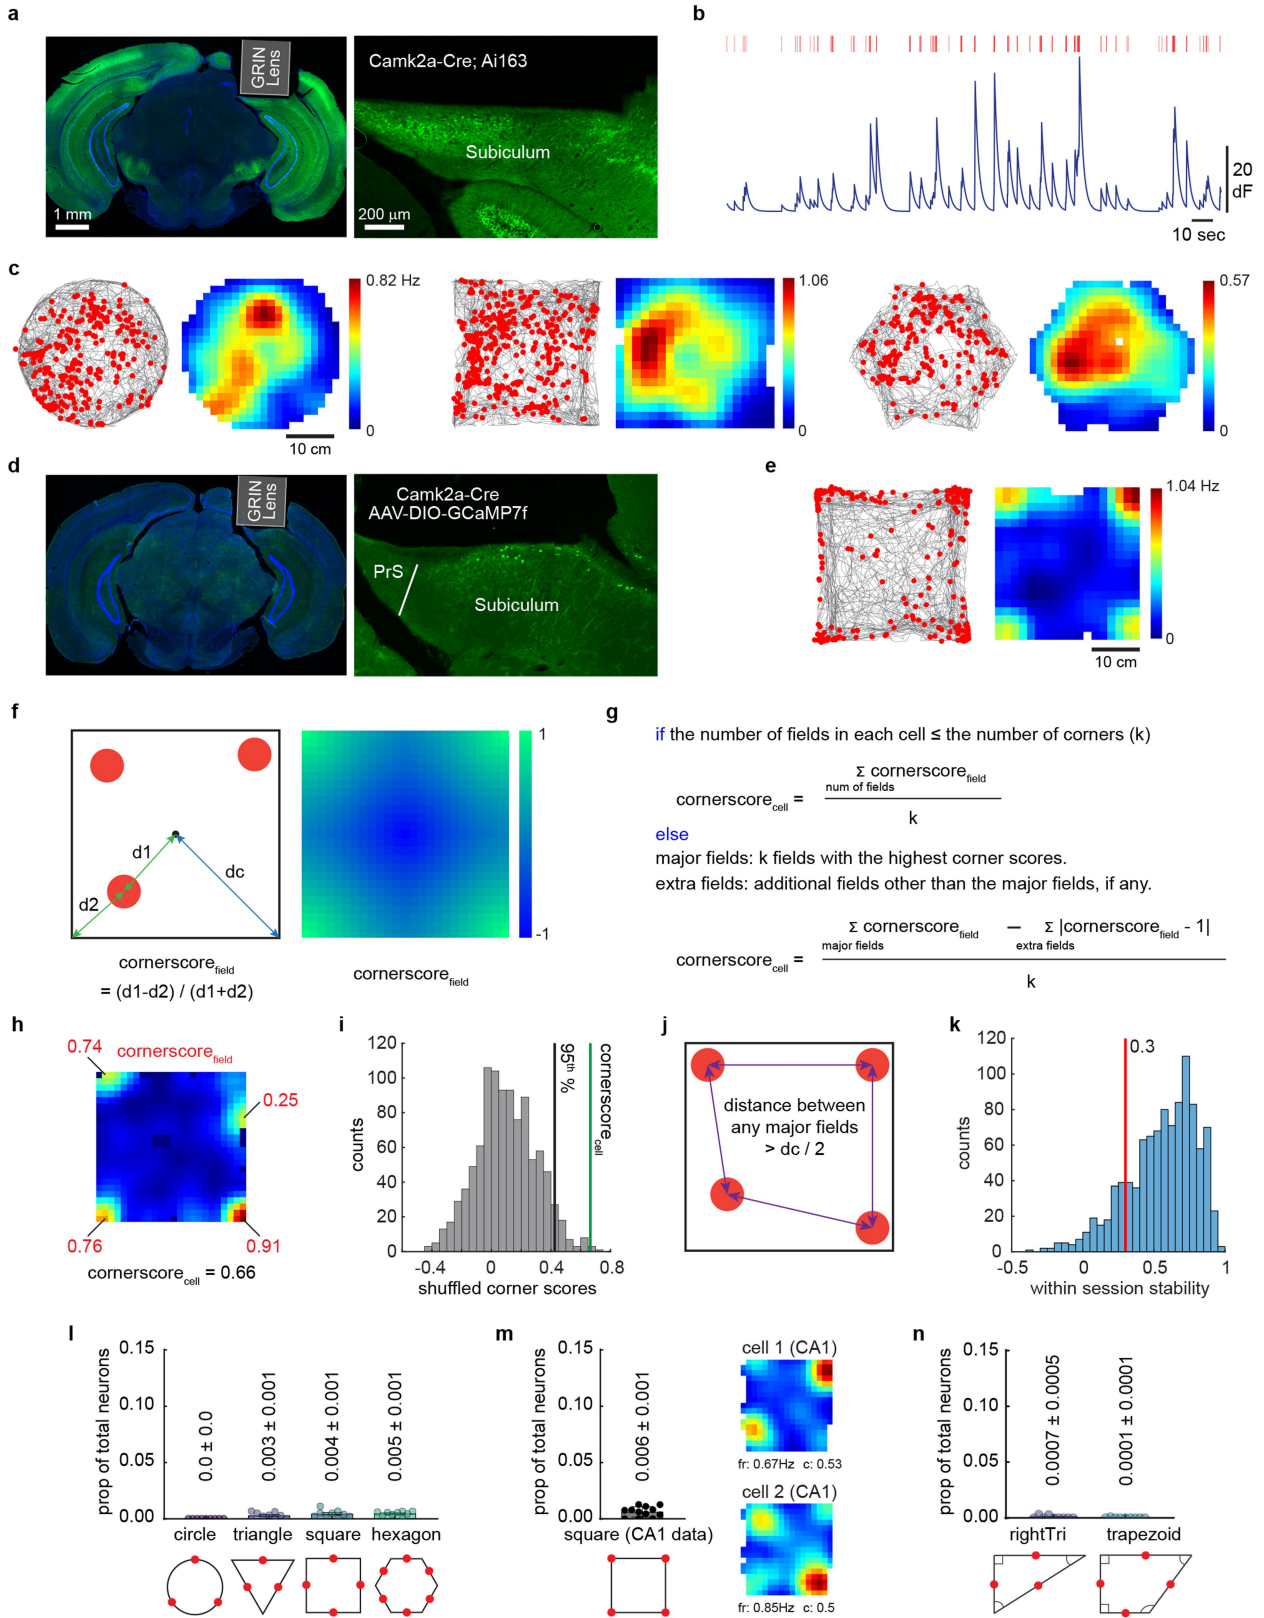 a
GRIN
Lens
1 mm
Camk2a-Cre; Ai163
Subiculum
200 µm
b
20
dF
10 sec
c
0.82 Hz
0
10 cm
1.06
0
0.57
0
d
GRIN
Lens
Camk2a-Cre
AAV-DIO-GCaMP7f
PrS
Subiculum
e
1.04 Hz
0
10 cm
f
d1
d2
dc
cornerscore_field
= (d1-d2) / (d1+d2)
1
-1
cornerscore_field
g
if the number of fields in each cell ≤ the number of corners (k)
cornerscore_cell =
Σ cornerscore_field
num of fields
k
else
major fields: k fields with the highest corner scores.
extra fields: additional fields other than the major fields, if any.
cornerscore_cell =
Σ cornerscore_field − Σ |cornerscore_field - 1|
major fields extra fields
k
h
cornerscore_field
0.74
0.25
0.76
0.91
cornerscore_cell = 0.66
i
counts
120
100
80
60
40
20
0
-0.4 0 0.4 0.8
shuffled corner scores
95th %
cornerscore_cell
j
distance between
any major fields
> dc / 2
k
counts
120
100
80
60
40
20
0
0.3
-0.5 0 0.5 1
within session stability
l
prop of total neurons
0.15
0.10
0.05
0.00
0.0 ± 0.0
0.003 ± 0.001
0.004 ± 0.001
0.005 ± 0.001
circle triangle square hexagon
m
prop of total neurons
0.15
0.10
0.05
0.00
0.006 ± 0.001
square (CA1 data)
cell 1 (CA1)
fr: 0.67Hz c: 0.53
cell 2 (CA1)
fr: 0.85Hz c: 0.5
n
prop of total neurons
0.15
0.10
0.05
0.00
0.0007 ± 0.0005
0.0001 ± 0.0001
rightTri trapezoid